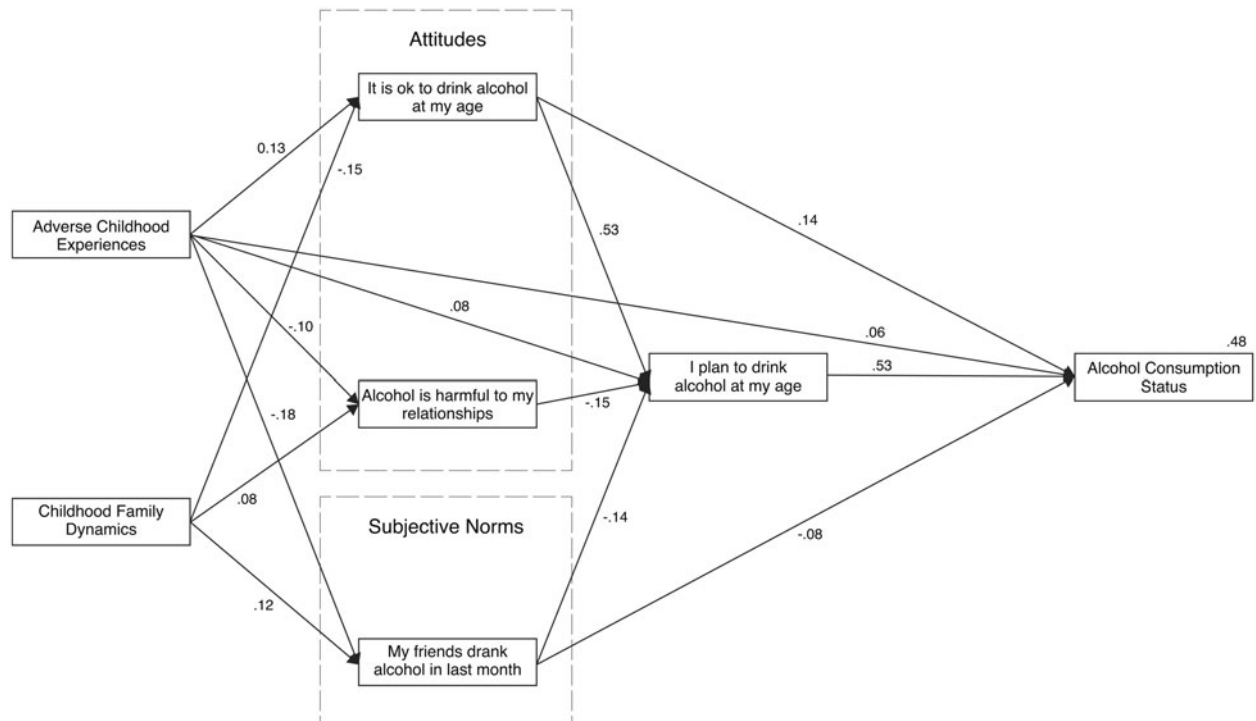 Attitudes
It is ok to drink alcohol
at my age
0.13
-.15
Adverse Childhood
Experiences
.14
.53
.08
-.10
.06
.48
I plan to drink
alcohol at my age
.53
Alcohol Consumption
Status
Alcohol is harmful to my
relationships
-.15
-.18
.08
Childhood Family
Dynamics
Subjective Norms
-.14
-.08
.12
My friends drank
alcohol in last month